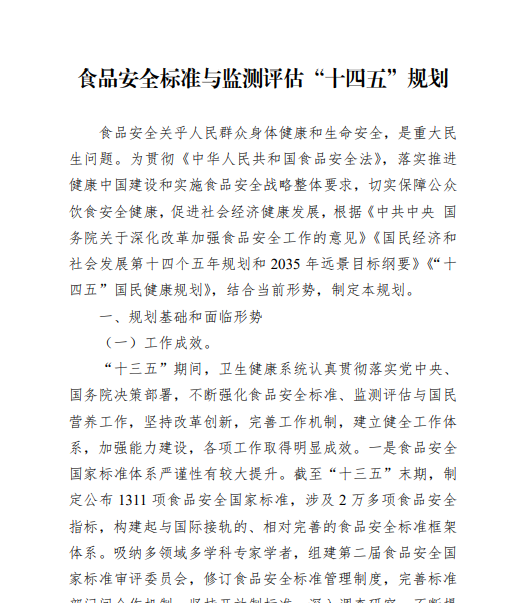 食品安全标准与监测评估“十四五”规划
食品安全关乎人民群众身体健康和生命安全，是重大民
生问题。为贯彻《中华人民共和国食品安全法》，落实推进
健康中国建设和实施食品安全战略整体要求，切实保障公众
饮食安全健康，促进社会经济健康发展，根据《中共中央 国
务院关于深化改革加强食品安全工作的意见》《国民经济和
社会发展第十四个五年规划和 2035 年远景目标纲要》《“十
四五”国民健康规划》，结合当前形势，制定本规划。
一、规划基础和面临形势
（一）工作成效。
“十三五”期间，卫生健康系统认真贯彻落实党中央、
国务院决策部署，不断强化食品安全标准、监测评估与国民
营养工作，坚持改革创新，完善工作机制，建立健全工作体
系，加强能力建设，各项工作取得明显成效。一是食品安全
国家标准体系严谨性有较大提升。截至“十三五”末期，制
定公布 1311 项食品安全国家标准，涉及 2 万多项食品安全
指标，构建起与国际接轨的、相对完善的食品安全标准框架
体系。吸纳多领域多学科专家学者，组建第二届食品安全国
家标准审评委员会，修订食品安全标准管理制度，完善标准